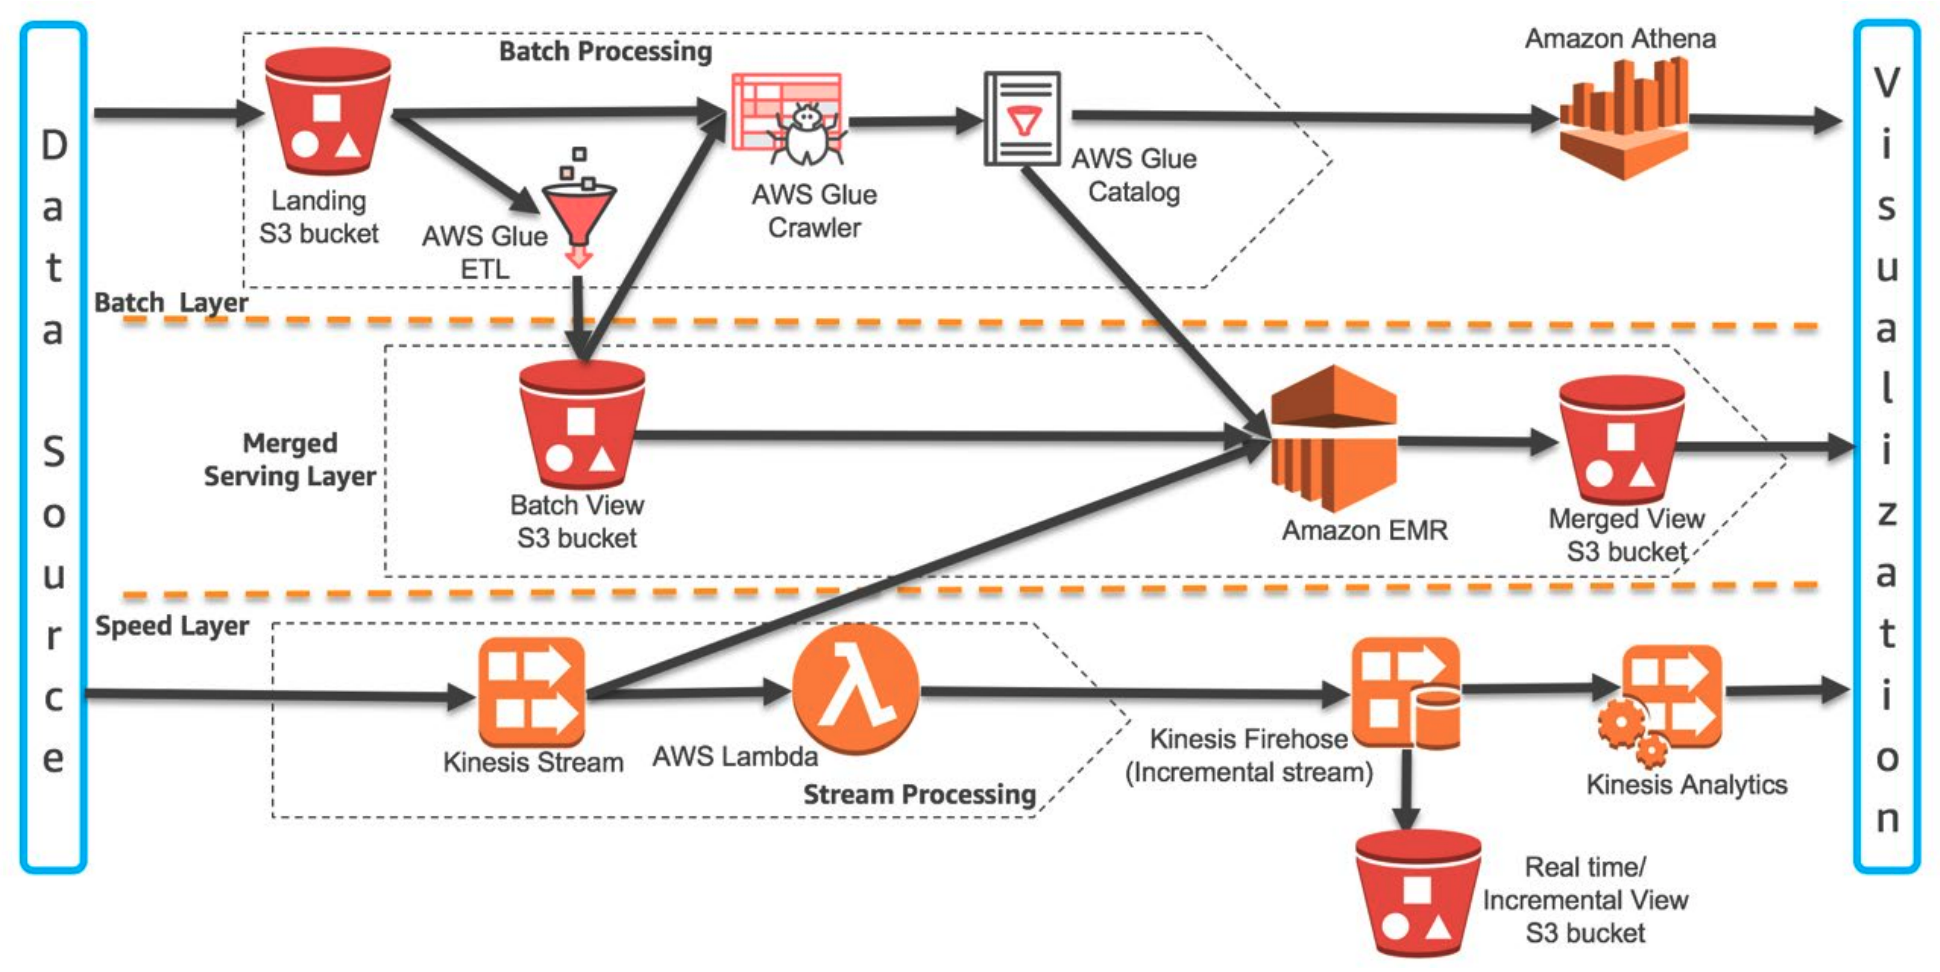 Data Source
Batch Processing
Landing
S3 bucket
AWS Glue
ETL
AWS Glue
Crawler
AWS Glue
Catalog
Amazon Athena
Batch Layer
Merged
Serving Layer
Batch View
S3 bucket
Amazon EMR
Merged View
S3 bucket
Speed Layer
Kinesis Stream
AWS Lambda
Stream Processing
Kinesis Firehose
(Incremental stream)
Kinesis Analytics
Real time/
Incremental View
S3 bucket
Visualization